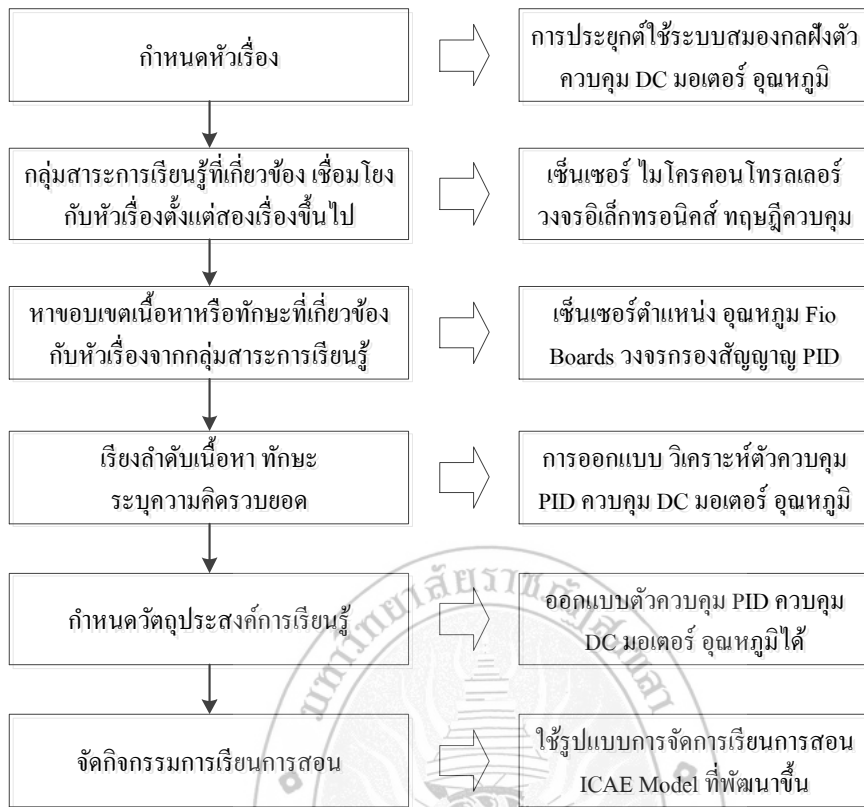 กำหนดหัวเรื่อง
การประยุกต์ใช้ระบบสมองกลฝังตัว
ควบคุม DC มอเตอร์ อุณหภูมิ
กลุ่มสาระการเรียนรู้ที่เกี่ยวข้อง เชื่อมโยง
กับหัวเรื่องตั้งแต่สองเรื่องขึ้นไป
เซ็นเซอร์ ไมโครคอนโทรลเลอร์
วงจรอิเล็กทรอนิคส์ ทฤษฎีควบคุม
หาขอบเขตเนื้อหาหรือทักษะที่เกี่ยวข้อง
กับหัวเรื่องจากกลุ่มสาระการเรียนรู้
เซ็นเซอร์ตำแหน่ง อุณหภูม Fio
Boards วงจรกรองสัญญาญ PID
เรียงลำดับเนื้อหา ทักษะ
ระบุความคิดรวบยอด
การออกแบบ วิเคราะห์ตัวควบคุม
PID ควบคุม DC มอเตอร์ อุณหภูมิ
กำหนดวัตถุประสงค์การเรียนรู้
ออกแบบตัวควบคุม PID ควบคุม
DC มอเตอร์ อุณหภูมิได้
จัดกิจกรรมการเรียนการสอน
ใช้รูปแบบการจัดการเรียนการสอน
ICAE Model ที่พัฒนาขึ้น
มหาวิทยาลัยราชภัฏสงขลา